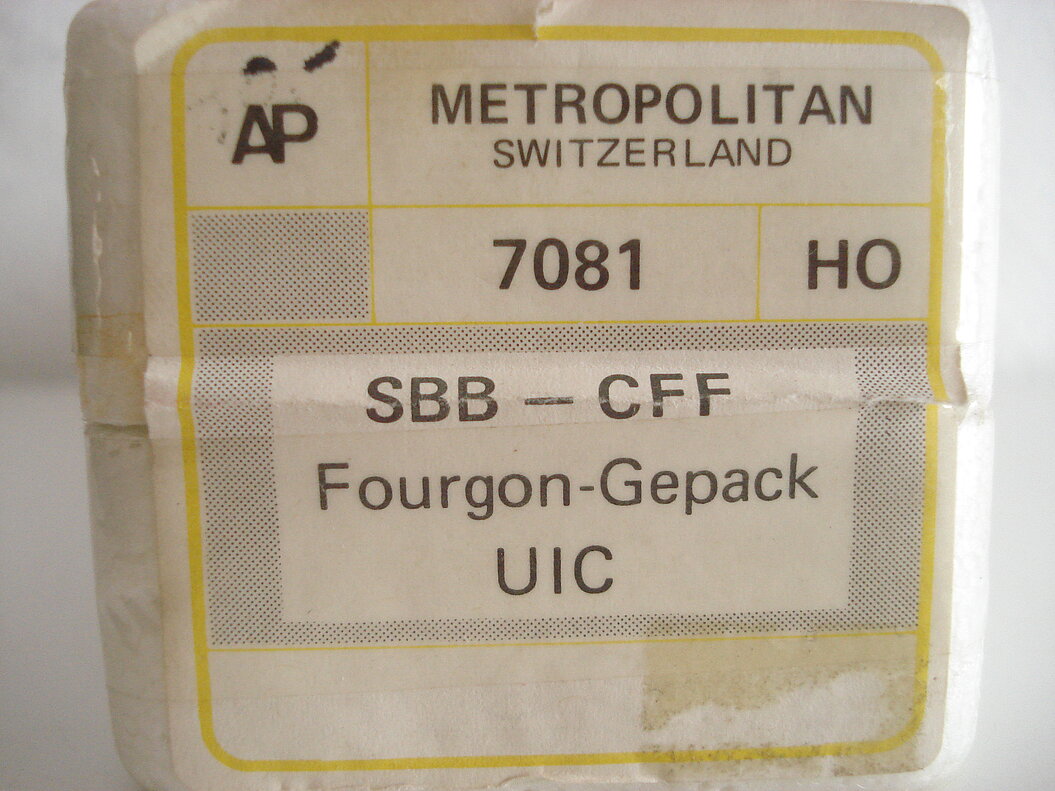 AP
METROPOLITAN
SWITZERLAND
7081
HO
SBB — CFF
Fourgon-Gepack
UIC